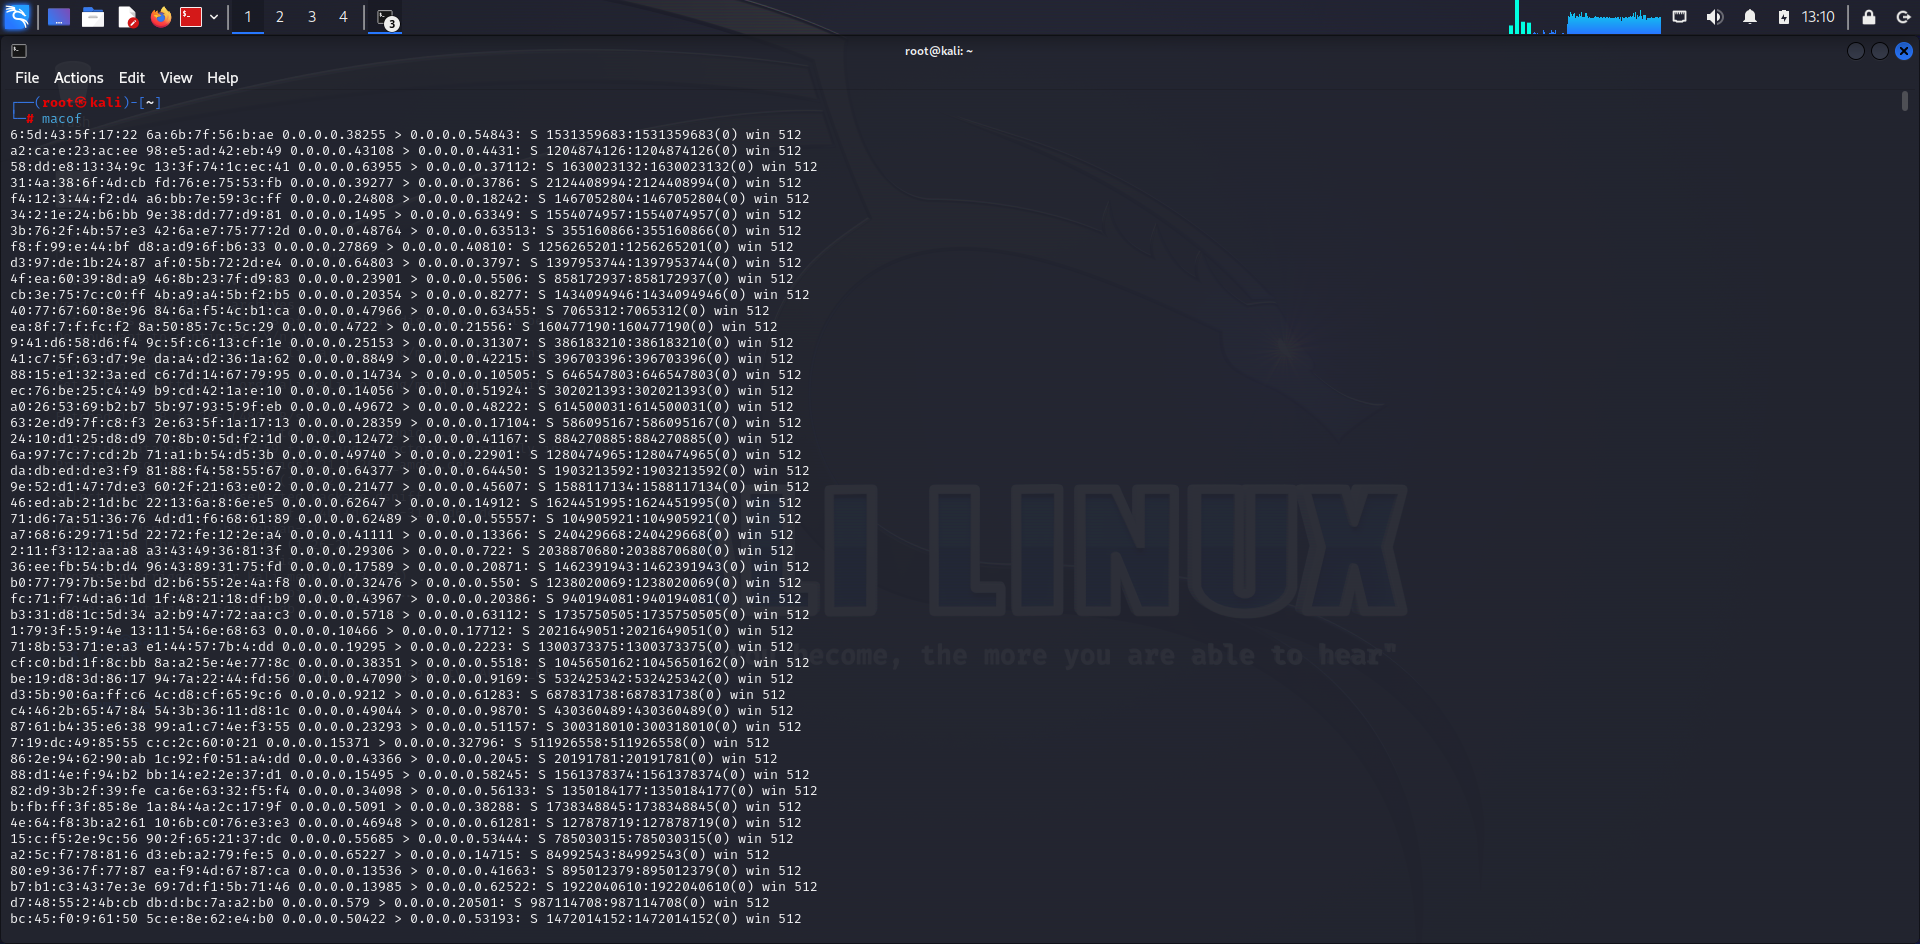 1 2 3 4 3 13:10
root@kali: ~
File Actions Edit View Help
┌──(root㉿kali)-[~]
└─# macof
6:5d:43:5f:17:22 6a:6b:7f:56:b:ae 0.0.0.0.38255 > 0.0.0.0.54843: S 1531359683:1531359683(0) win 512
a2:ca:e:23:ac:ee 98:e5:ad:42:eb:49 0.0.0.0.43108 > 0.0.0.0.4431: S 1204874126:1204874126(0) win 512
58:dd:e8:13:34:9c 13:3f:74:1c:ec:41 0.0.0.0.63955 > 0.0.0.0.37112: S 1630023132:1630023132(0) win 512
31:4a:38:6f:4d:cb fd:76:e:75:53:fb 0.0.0.0.39277 > 0.0.0.0.3786: S 2124408994:2124408994(0) win 512
f4:12:3:44:f2:d4 a6:bb:7e:59:3c:ff 0.0.0.0.24808 > 0.0.0.0.18242: S 1467052804:1467052804(0) win 512
34:2:1e:24:b6:bb 9e:38:dd:77:d9:81 0.0.0.0.1495 > 0.0.0.0.63349: S 1554074957:1554074957(0) win 512
3b:76:2f:4b:57:e3 42:6a:e7:75:77:2d 0.0.0.0.48764 > 0.0.0.0.63513: S 355160866:355160866(0) win 512
f8:f:99:e:44:bf d8:a:d9:6f:b6:33 0.0.0.0.27869 > 0.0.0.0.40810: S 1256265201:1256265201(0) win 512
d3:97:de:1b:24:87 af:0:5b:72:2d:e4 0.0.0.0.64803 > 0.0.0.0.3797: S 1397953744:1397953744(0) win 512
4f:ea:60:39:8d:a9 46:8b:23:7f:d9:83 0.0.0.0.23901 > 0.0.0.0.5506: S 858172937:858172937(0) win 512
cb:3e:75:7c:c0:ff 4b:a9:a4:5b:f2:b5 0.0.0.0.20354 > 0.0.0.0.8277: S 1434094946:1434094946(0) win 512
40:77:67:60:8e:96 84:6a:f5:4c:b1:ca 0.0.0.0.47966 > 0.0.0.0.63455: S 7065312:7065312(0) win 512
ea:8f:7:f:fc:f2 8a:50:85:7c:5c:29 0.0.0.0.4722 > 0.0.0.0.21556: S 160477190:160477190(0) win 512
9:41:d6:58:d6:f4 9c:5f:c6:13:cf:1e 0.0.0.0.25153 > 0.0.0.0.31307: S 386183210:386183210(0) win 512
41:c7:5f:63:d7:9e da:a4:d2:36:1a:62 0.0.0.0.8849 > 0.0.0.0.42215: S 396703396:396703396(0) win 512
88:15:e1:32:3a:ed c6:7d:14:67:79:95 0.0.0.0.14734 > 0.0.0.0.10505: S 646547803:646547803(0) win 512
ec:76:be:25:c4:49 b9:cd:42:1a:e:10 0.0.0.0.14056 > 0.0.0.0.51924: S 302021393:302021393(0) win 512
a0:26:53:69:b2:b7 5b:97:93:5:9f:eb 0.0.0.0.49672 > 0.0.0.0.48222: S 614500031:614500031(0) win 512
63:2e:d9:7f:c8:f3 2e:63:5f:1a:17:13 0.0.0.0.28359 > 0.0.0.0.17104: S 586095167:586095167(0) win 512
24:10:d1:25:d8:d9 70:8b:0:5d:f2:1d 0.0.0.0.12472 > 0.0.0.0.41167: S 884270885:884270885(0) win 512
6a:97:7c:7:cd:2b 71:a1:b:54:d5:3b 0.0.0.0.49740 > 0.0.0.0.22901: S 1280474965:1280474965(0) win 512
da:db:ed:d:e3:f9 81:88:f4:58:55:67 0.0.0.0.64377 > 0.0.0.0.64450: S 1903213592:1903213592(0) win 512
9e:52:d1:47:7d:e3 60:2f:21:63:e0:2 0.0.0.0.21477 > 0.0.0.0.45607: S 1588117134:1588117134(0) win 512
46:ed:ab:2:1d:bc 22:13:6a:8:6e:e5 0.0.0.0.62647 > 0.0.0.0.14912: S 1624451995:1624451995(0) win 512
71:d6:7a:51:36:76 4d:d1:f6:68:61:89 0.0.0.0.62489 > 0.0.0.0.55557: S 104905921:104905921(0) win 512
a7:68:6:29:71:5d 22:72:fe:12:2e:a4 0.0.0.0.41111 > 0.0.0.0.13366: S 240429668:240429668(0) win 512
2:11:f3:12:aa:a8 a3:43:49:36:81:3f 0.0.0.0.29306 > 0.0.0.0.722: S 2038870680:2038870680(0) win 512
36:ee:fb:54:b:d4 96:43:89:31:75:fd 0.0.0.0.17589 > 0.0.0.0.20871: S 1462391943:1462391943(0) win 512
b0:77:79:7b:5e:bd d2:b6:55:2e:4a:f8 0.0.0.0.32476 > 0.0.0.0.550: S 1238020069:1238020069(0) win 512
fc:71:f7:4d:a6:1d 1f:48:21:18:df:b9 0.0.0.0.43967 > 0.0.0.0.20386: S 940194081:940194081(0) win 512
b3:31:d8:1c:5d:34 a2:b9:47:72:aa:c3 0.0.0.0.5718 > 0.0.0.0.63112: S 1735750505:1735750505(0) win 512
1:79:3f:5:9:4e 13:11:54:6e:68:63 0.0.0.0.10466 > 0.0.0.0.17712: S 2021649051:2021649051(0) win 512
71:8b:53:71:e:a3 e1:44:57:7b:4:dd 0.0.0.0.19295 > 0.0.0.0.2223: S 1300373375:1300373375(0) win 512
cf:c0:bd:1f:8c:bb 8a:a2:5e:4e:77:8c 0.0.0.0.38351 > 0.0.0.0.5518: S 1045650162:1045650162(0) win 512
be:19:d8:3d:86:17 94:7a:22:44:fd:56 0.0.0.0.47090 > 0.0.0.0.9169: S 532425342:532425342(0) win 512
d3:5b:90:6a:ff:c6 4c:d8:cf:65:9c:6 0.0.0.0.9212 > 0.0.0.0.61283: S 687831738:687831738(0) win 512
c4:46:2b:65:47:84 54:3b:36:11:d8:1c 0.0.0.0.49044 > 0.0.0.0.9870: S 430360489:430360489(0) win 512
87:61:b4:35:e6:38 99:a1:c7:4e:f3:55 0.0.0.0.23293 > 0.0.0.0.51157: S 300318010:300318010(0) win 512
7:19:dc:49:85:55 c:c:2c:60:0:21 0.0.0.0.15371 > 0.0.0.0.32796: S 511926558:511926558(0) win 512
86:2e:94:62:90:ab 1c:92:f0:51:a4:dd 0.0.0.0.43366 > 0.0.0.0.2045: S 20191781:20191781(0) win 512
88:d1:4e:f:94:b2 bb:14:e2:2e:37:d1 0.0.0.0.15495 > 0.0.0.0.58245: S 1561378374:1561378374(0) win 512
82:d9:3b:2f:39:fe ca:6e:63:32:f5:f4 0.0.0.0.34098 > 0.0.0.0.56133: S 1350184177:1350184177(0) win 512
b:fb:ff:3f:85:8e 1a:84:4a:2c:17:9f 0.0.0.0.5091 > 0.0.0.0.38288: S 1738348845:1738348845(0) win 512
4e:64:f8:3b:a2:61 10:6b:c0:76:e3:e3 0.0.0.0.46948 > 0.0.0.0.61281: S 127878719:127878719(0) win 512
15:c:f5:2e:9c:56 90:2f:65:21:37:dc 0.0.0.0.55685 > 0.0.0.0.53444: S 785030315:785030315(0) win 512
a2:5c:f7:78:81:6 d3:eb:a2:79:fe:5 0.0.0.0.65227 > 0.0.0.0.14715: S 84992543:84992543(0) win 512
80:e9:36:7f:77:87 ea:f9:4d:67:87:ca 0.0.0.0.13536 > 0.0.0.0.41663: S 895012379:895012379(0) win 512
b7:b1:c3:43:7e:3e 69:7d:f1:5b:71:46 0.0.0.0.13985 > 0.0.0.0.62522: S 1922040610:1922040610(0) win 512
d7:48:55:2:4b:cb db:d:bc:7a:a2:b0 0.0.0.0.579 > 0.0.0.0.20501: S 987114708:987114708(0) win 512
bc:45:f0:9:61:50 5c:e:8e:62:e4:b0 0.0.0.0.50422 > 0.0.0.0.53193: S 1472014152:1472014152(0) win 512
LI LINUX
become, the more you are able to hear"